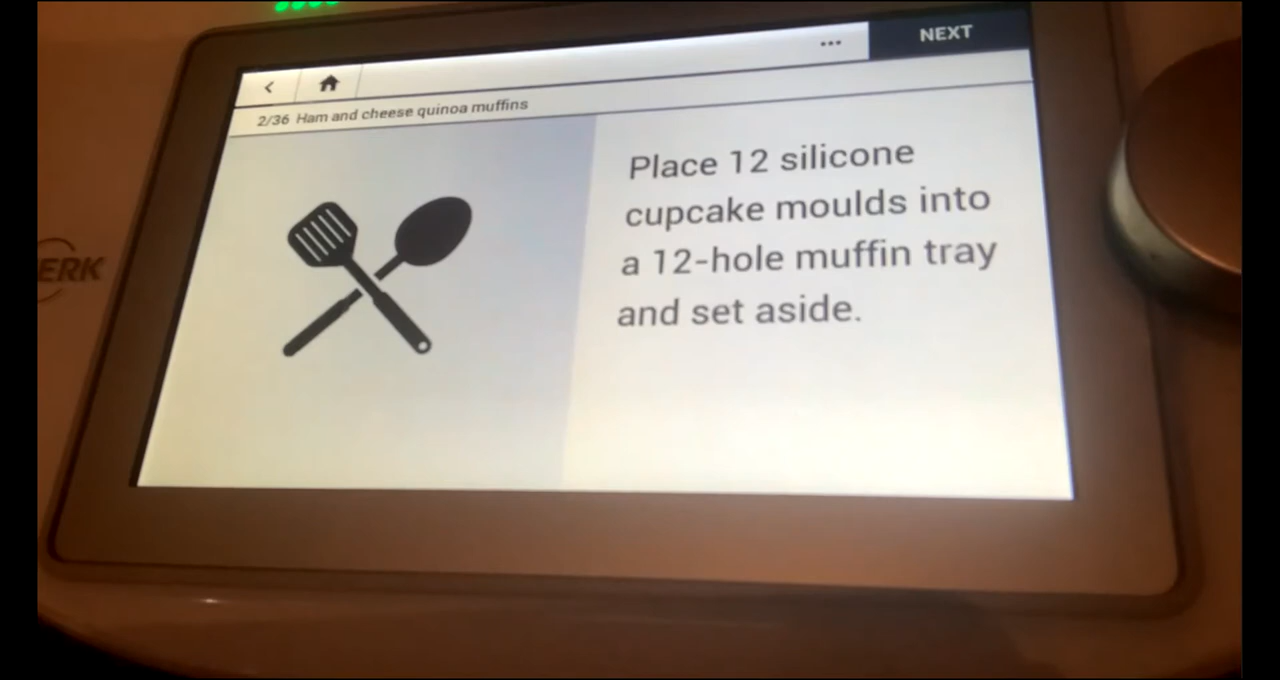 NEXT
2/36 Ham and cheese quinoa muffins
Place 12 silicone
cupcake moulds into
a 12-hole muffin tray
and set aside.
ERK